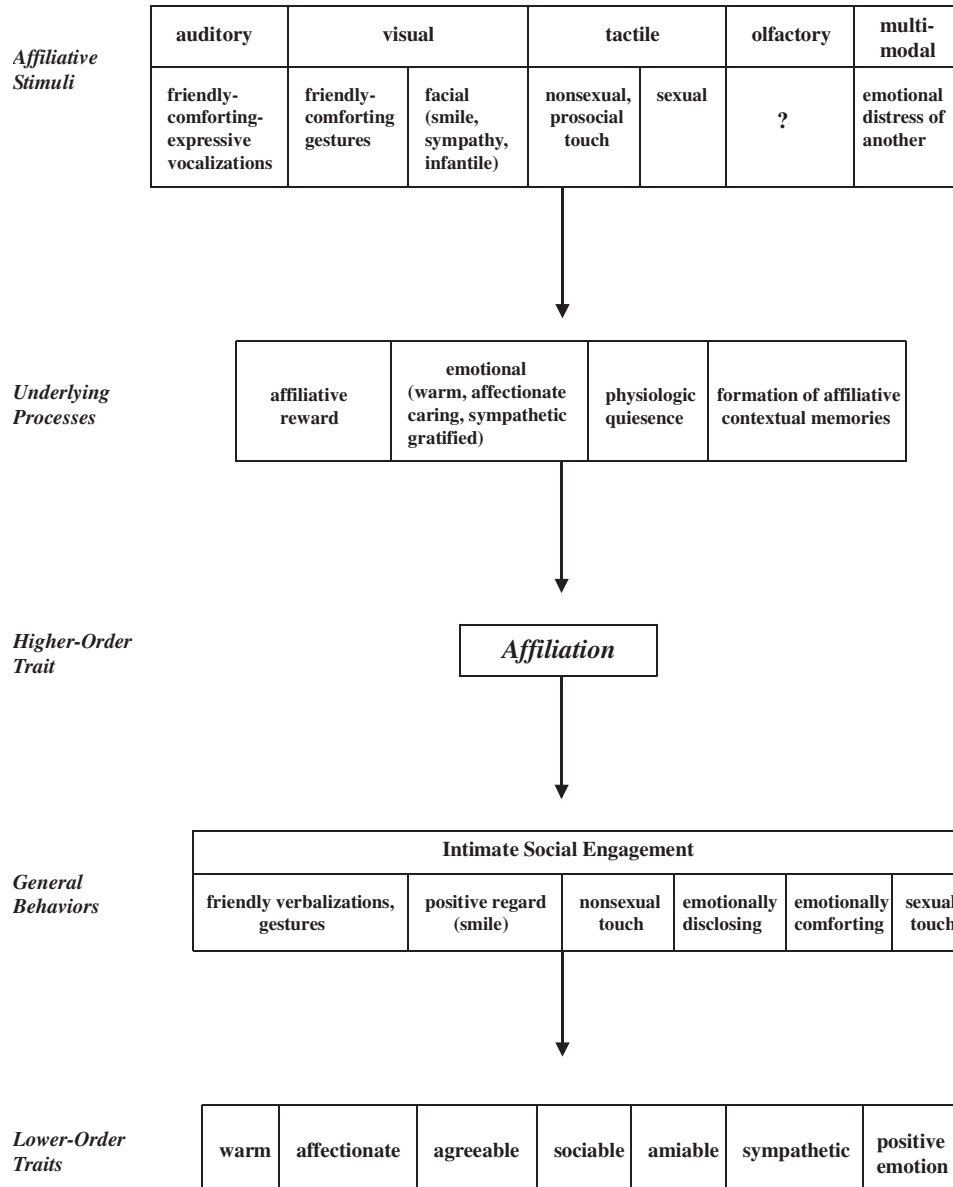 Affiliative
Stimuli
auditory
visual
tactile
olfactory
multi-
modal
friendly-
comforting-
expressive
vocalizations
friendly-
comforting
gestures
facial
(smile,
sympathy,
infantile)
nonsexual,
prosocial
touch
sexual
?
emotional
distress of
another
Underlying
Processes
affiliative
reward
emotional
(warm, affectionate
caring, sympathetic
gratified)
physiologic
quiesence
formation of affiliative
contextual memories
Higher-Order
Trait
Affiliation
General
Behaviors
Intimate Social Engagement
friendly verbalizations,
gestures
positive regard
(smile)
nonsexual
touch
emotionally
disclosing
emotionally
comforting
sexual
touch
Lower-Order
Traits
warm
affectionate
agreeable
sociable
amiable
sympathetic
positive
emotion